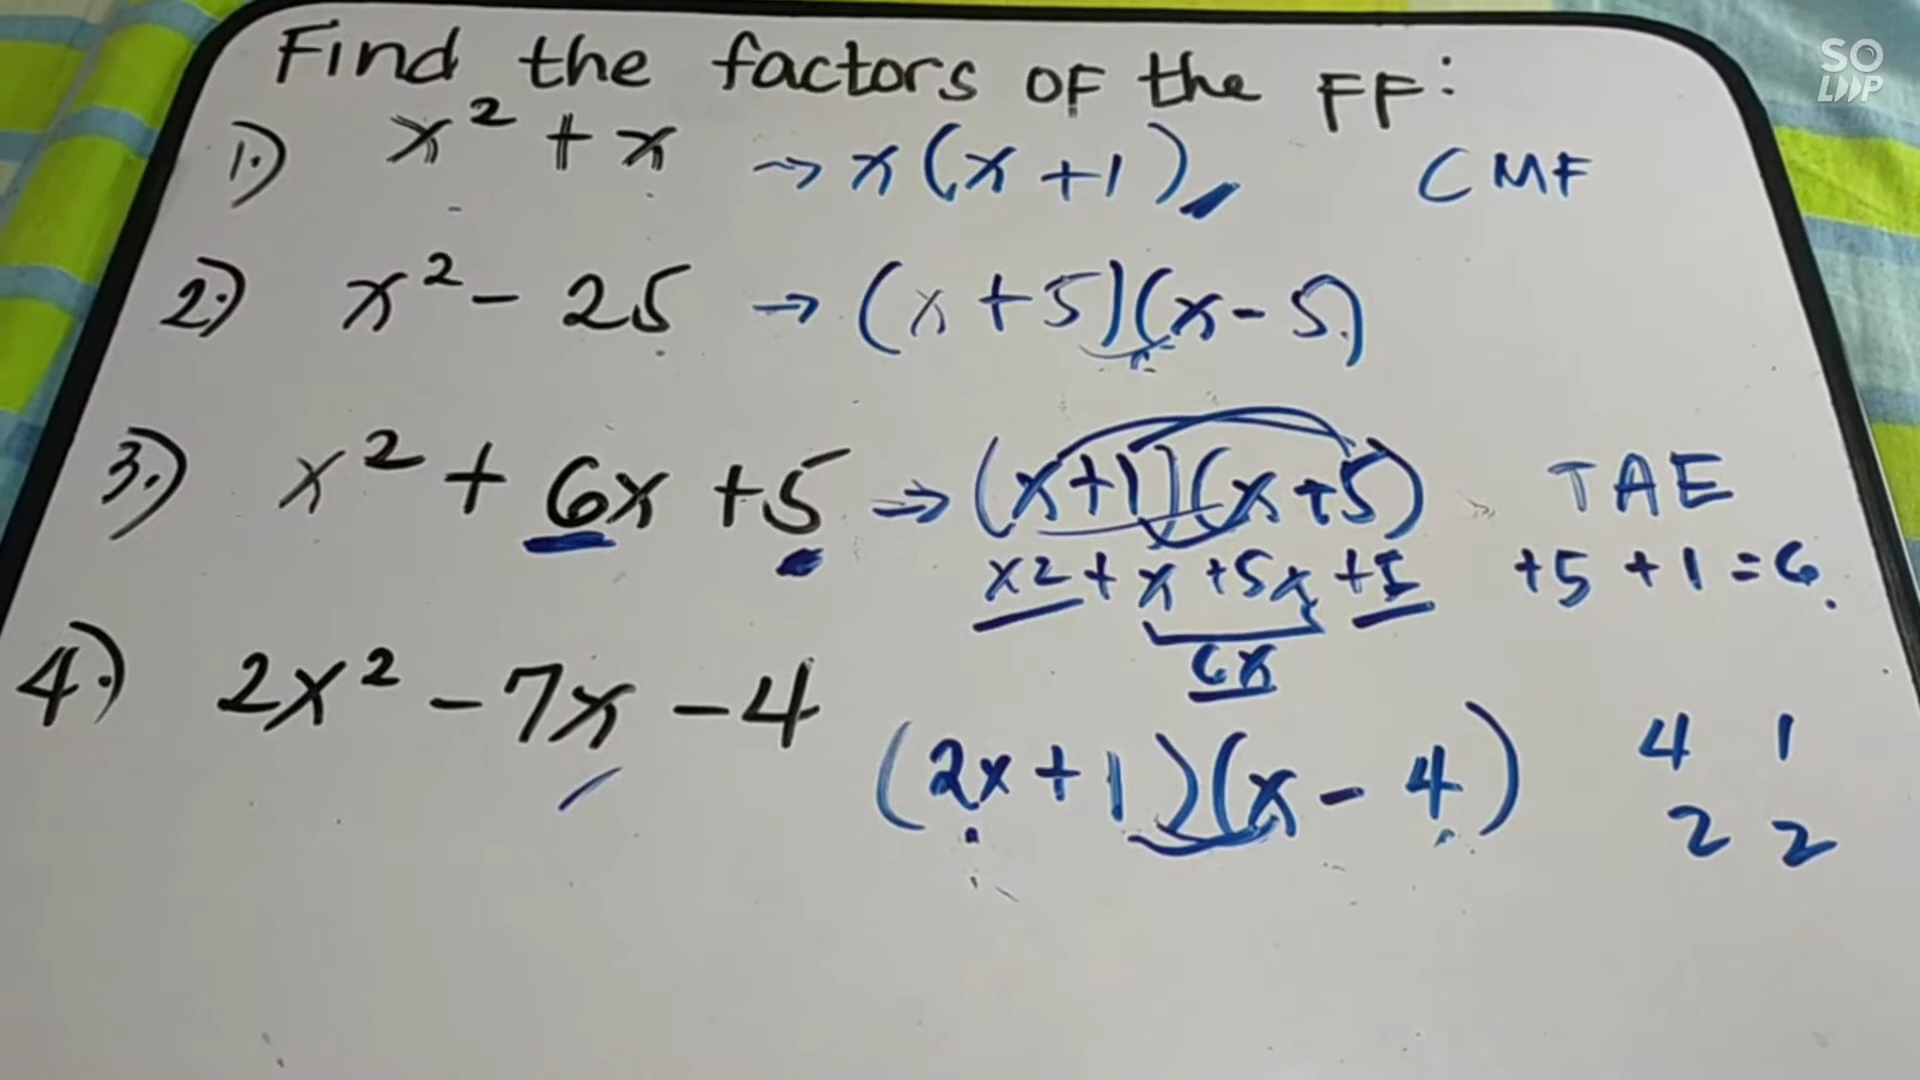 Find the factors of the FF:
1.) x² + x → x(x+1) CMF
2.) x² - 25 → (x+5)(x-5)
3.) x² + 6x + 5 ⇒ (x+1)(x+5) TAE
x2 + x + 5x + 5 +5 + 1 = 6
6x
4.) 2x² - 7x - 4 (2x+1)(x-4) 4 1
2 2
SO LOOP